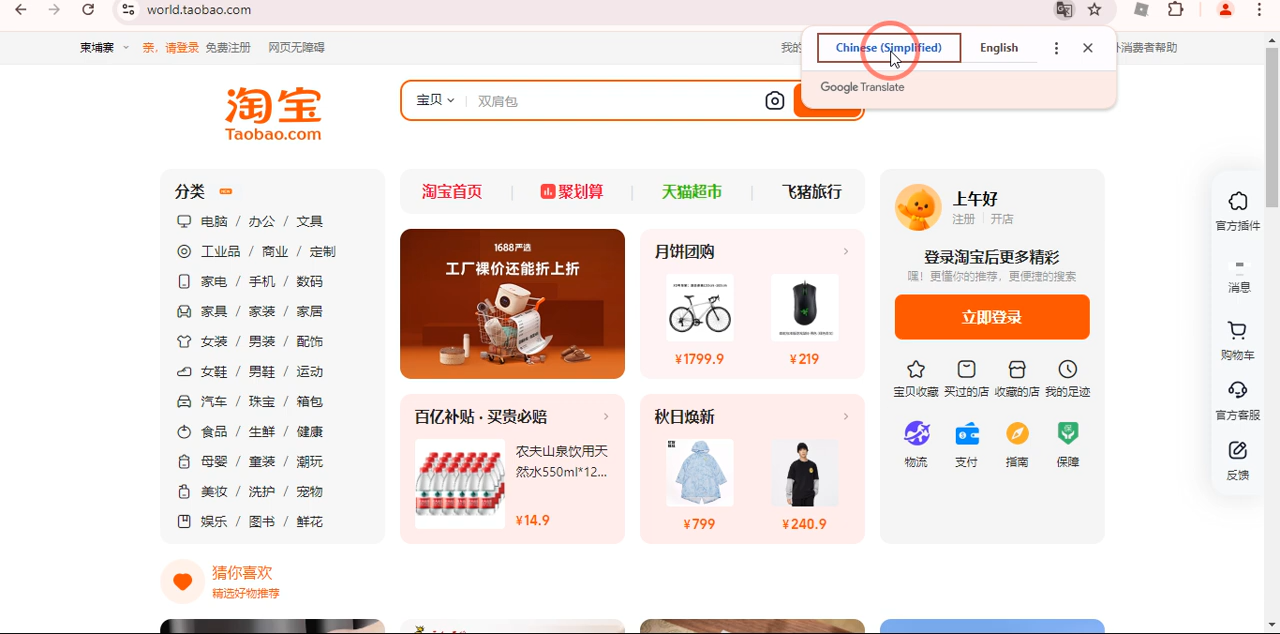 world.taobao.com
柬埔寨
亲，请登录 免费注册
网页无障碍
我的
外消费者帮助
Chinese (Simplified)
English
Google Translate
淘宝
Taobao.com
宝贝
双肩包
分类
NEW
电脑 / 办公 / 文具
工业品 / 商业 / 定制
家电 / 手机 / 数码
家具 / 家装 / 家居
女装 / 男装 / 配饰
女鞋 / 男鞋 / 运动
汽车 / 珠宝 / 箱包
食品 / 生鲜 / 健康
母婴 / 童装 / 潮玩
美妆 / 洗护 / 宠物
娱乐 / 图书 / 鲜花
淘宝首页
聚划算
天猫超市
飞猪旅行
1688严选
工厂裸价还能折上折
月饼团购
¥1799.9
¥219
百亿补贴 · 买贵必赔
农夫山泉饮用天
然水550ml*12...
¥14.9
秋日焕新
¥799
¥240.9
上午好
注册
开店
登录淘宝后更多精彩
嘿！更懂你的推荐，更便捷的搜索
立即登录
宝贝收藏
买过的店
收藏的店
我的足迹
物流
支付
指南
保障
官方插件
消息
购物车
官方客服
反馈
猜你喜欢
精选好物推荐